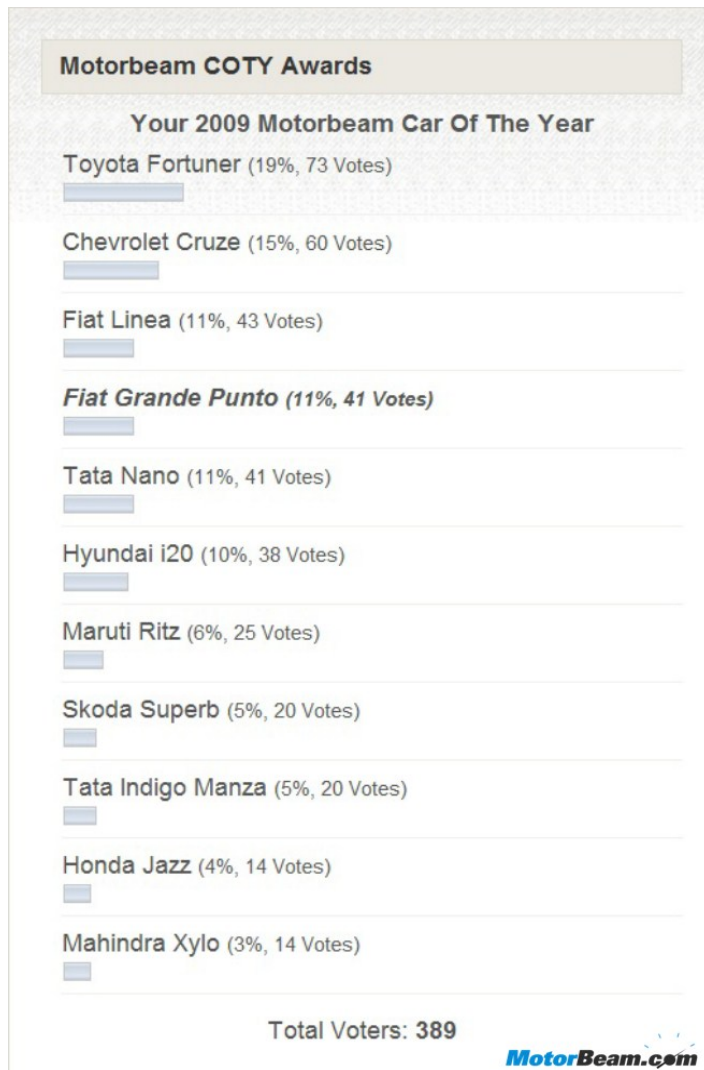 Motorbeam COTY Awards
Your 2009 Motorbeam Car Of The Year
Toyota Fortuner (19%, 73 Votes)
Chevrolet Cruze (15%, 60 Votes)
Fiat Linea (11%, 43 Votes)
Fiat Grande Punto (11%, 41 Votes)
Tata Nano (11%, 41 Votes)
Hyundai i20 (10%, 38 Votes)
Maruti Ritz (6%, 25 Votes)
Skoda Superb (5%, 20 Votes)
Tata Indigo Manza (5%, 20 Votes)
Honda Jazz (4%, 14 Votes)
Mahindra Xylo (3%, 14 Votes)
Total Voters: 389
MotorBeam.com